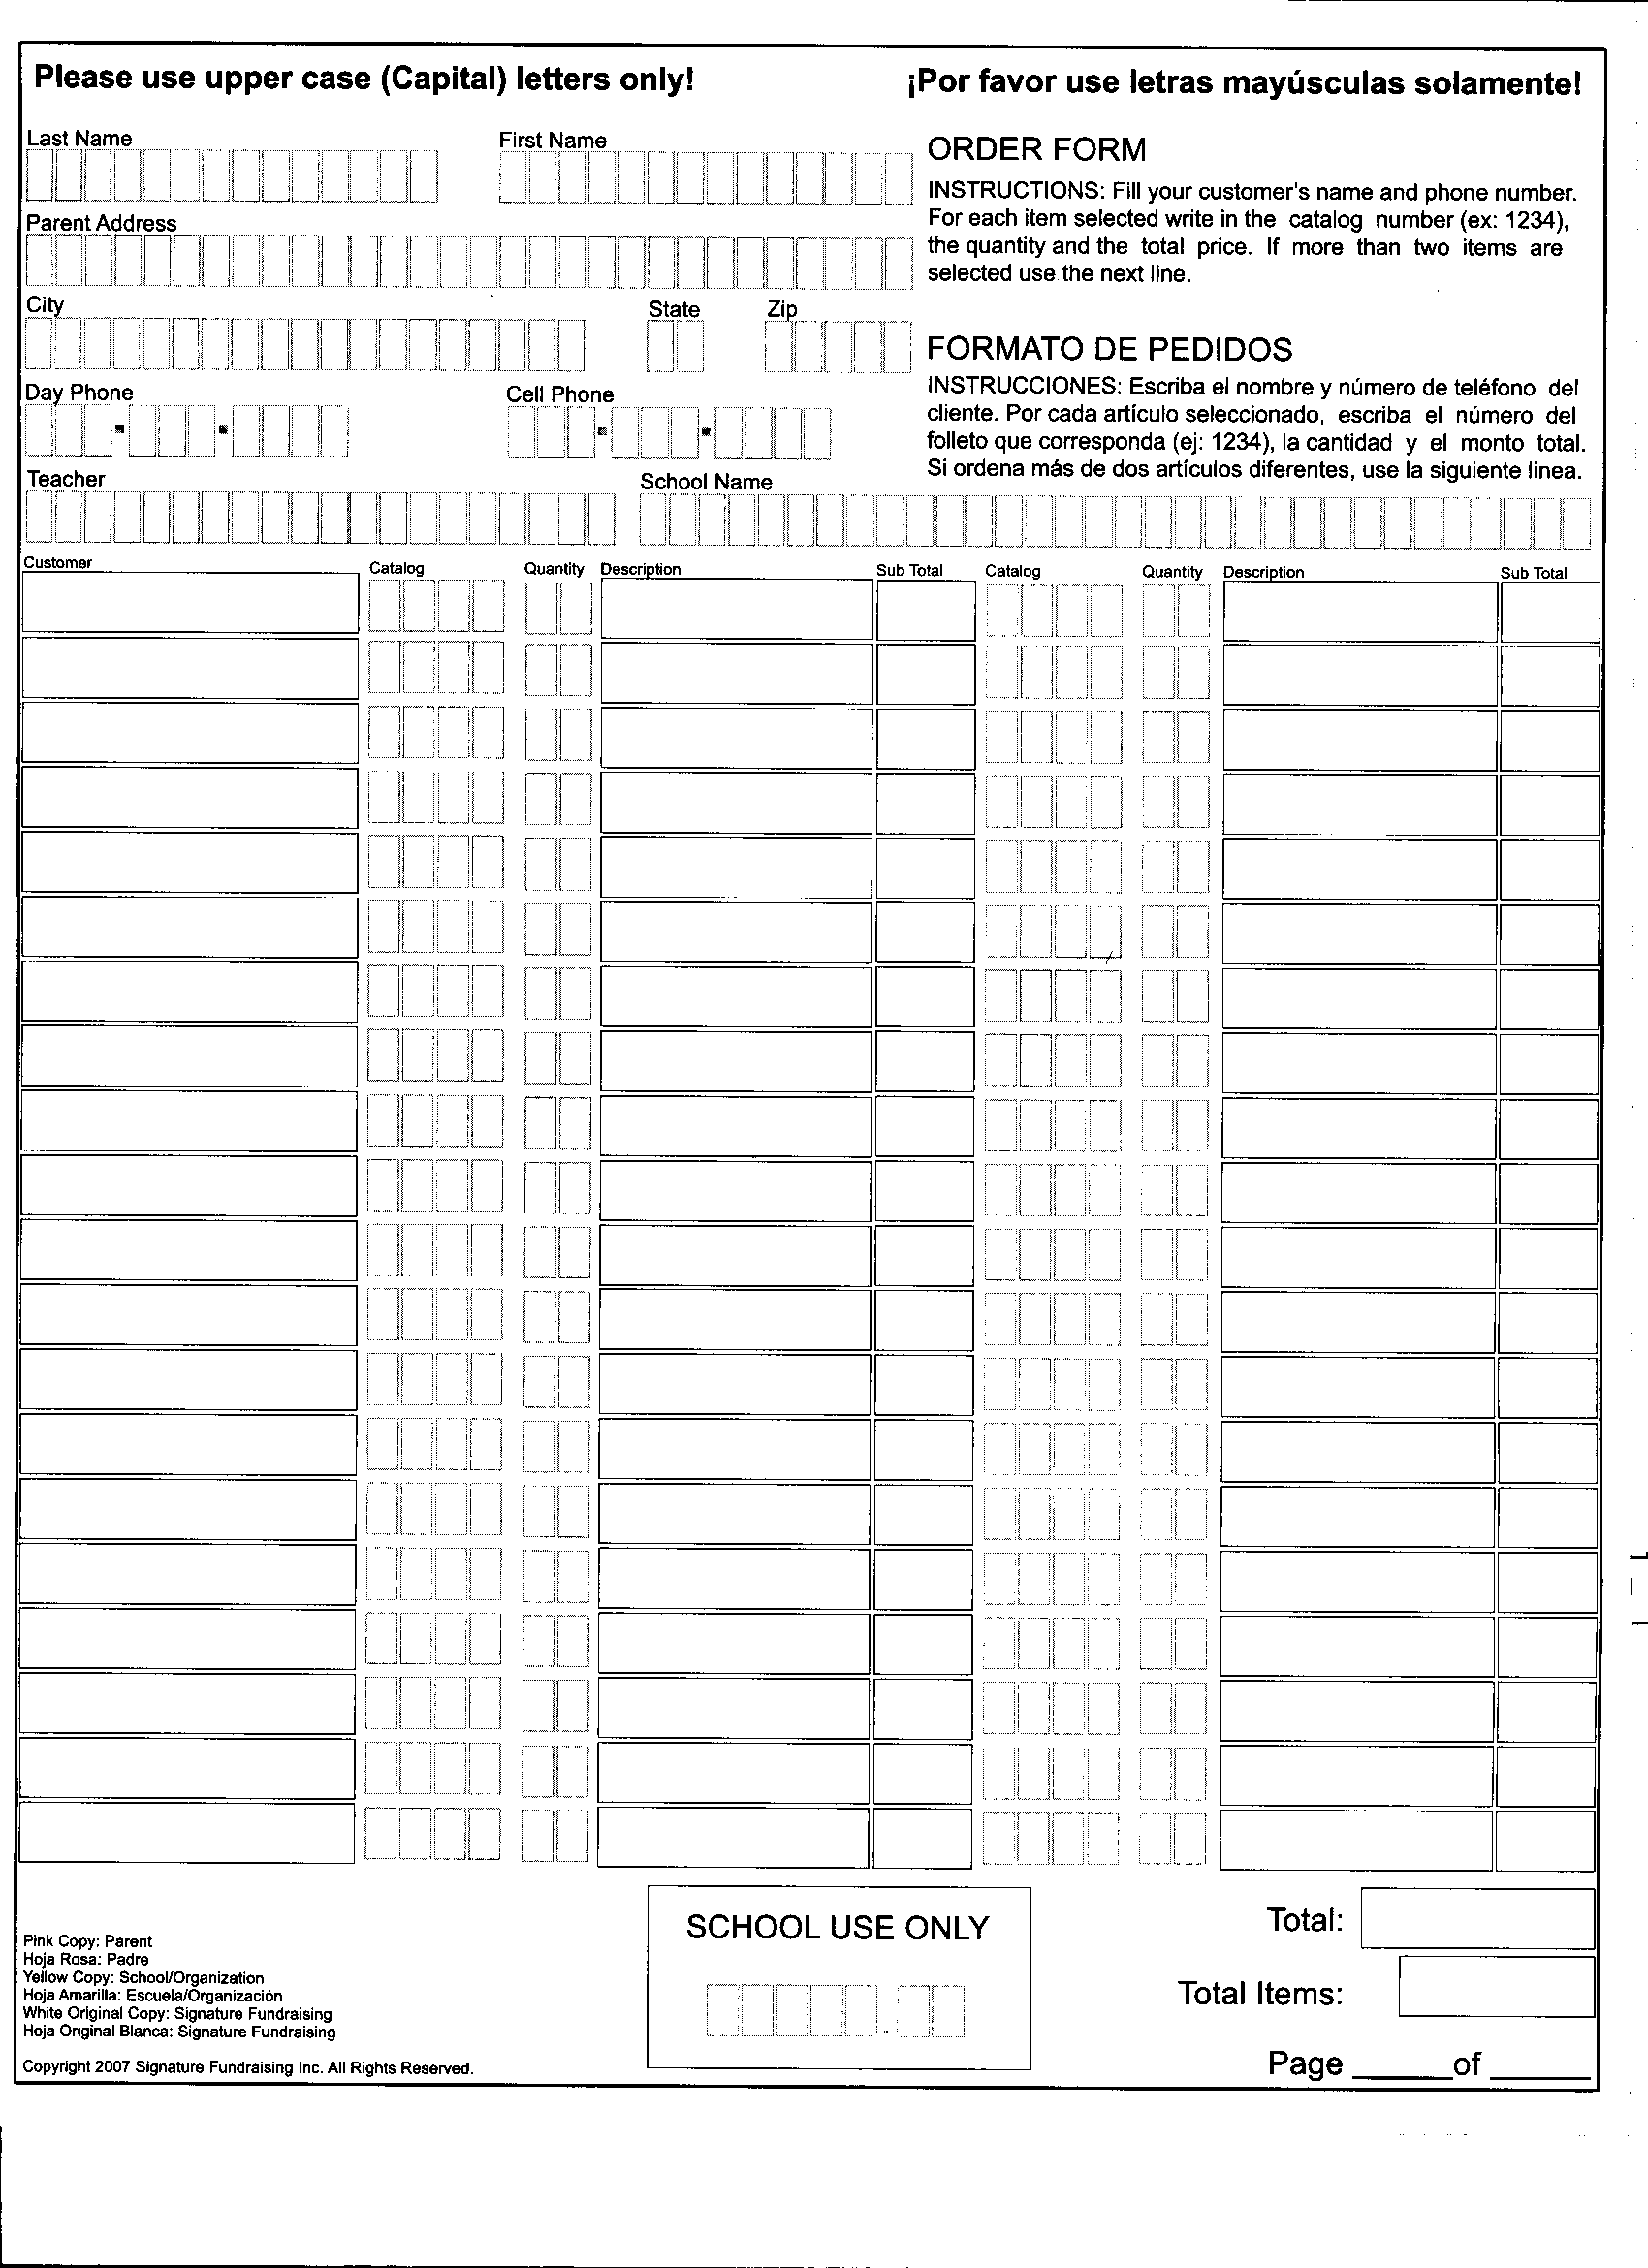 Please use upper case (Capital) letters only!
¡Por favor use letras mayúsculas solamente!
Last Name
First Name
Parent Address
City
State
Zip
Day Phone
Cell Phone
Teacher
School Name
ORDER FORM
INSTRUCTIONS: Fill your customer's name and phone number.
For each item selected write in the catalog number (ex: 1234),
the quantity and the total price. If more than two items are
selected use the next line.
FORMATO DE PEDIDOS
INSTRUCCIONES: Escriba el nombre y número de teléfono del
cliente. Por cada artículo seleccionado, escriba el número del
folleto que corresponda (ej: 1234), la cantidad y el monto total.
Si ordena más de dos artículos diferentes, use la siguiente linea.
Customer Catalog Quantity Description Sub Total Catalog Quantity Description Sub Total
Pink Copy: Parent
Hoja Rosa: Padre
Yellow Copy: School/Organization
Hoja Amarilla: Escuela/Organización
White Original Copy: Signature Fundraising
Hoja Original Blanca: Signature Fundraising
Copyright 2007 Signature Fundraising Inc. All Rights Reserved.
SCHOOL USE ONLY
Total:
Total Items:
Page ______of ______